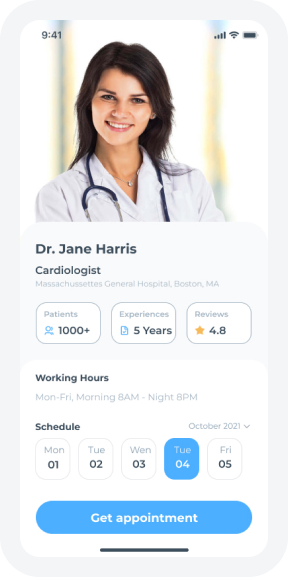 9:41
Dr. Jane Harris
Cardiologist
Massachussettes General Hospital, Boston, MA
Patients Experiences Reviews
1000+ 5 Years 4.8
Working Hours
Mon-Fri, Morning 8AM - Night 8PM
Schedule October 2021
Mon Tue Wen Tue Fri
01 02 03 04 05
Get appointment